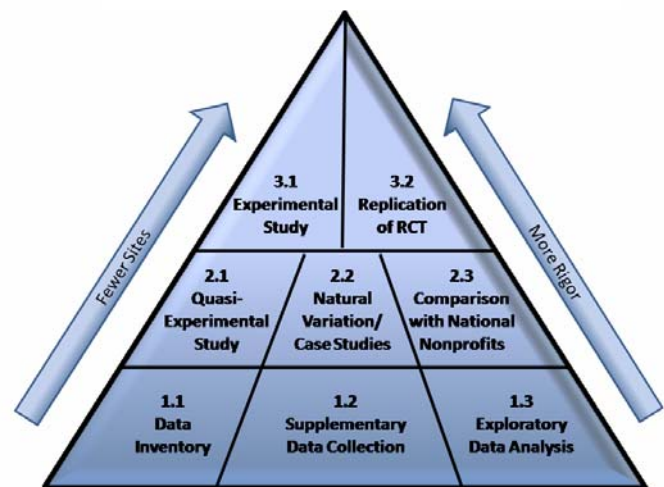 3.1
Experimental
Study
3.2
Replication
of RCT
Fewer Sites
More Rigor
2.1
Quasi-
Experimental
Study
2.2
Natural
Variation/
Case Studies
2.3
Comparison
with National
Nonprofits
1.1
Data
Inventory
1.2
Supplementary
Data Collection
1.3
Exploratory
Data Analysis